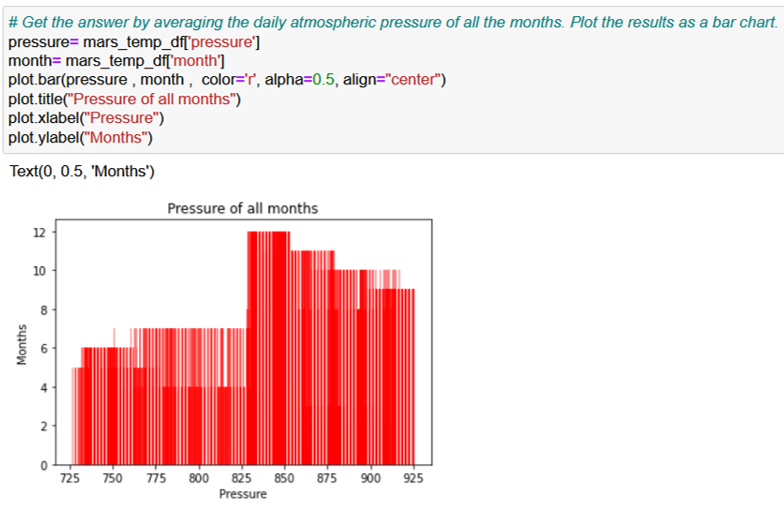 # Get the answer by averaging the daily atmospheric pressure of all the months. Plot the results as a bar chart.
pressure= mars_temp_df['pressure']
month= mars_temp_df['month']
plot.bar(pressure , month , color='r', alpha=0.5, align="center")
plot.title("Pressure of all months")
plot.xlabel("Pressure")
plot.ylabel("Months")
Text(0, 0.5, 'Months')
Pressure of all months
12
10
8
6
4
2
0
Months
725 750 775 800 825 850 875 900 925
Pressure